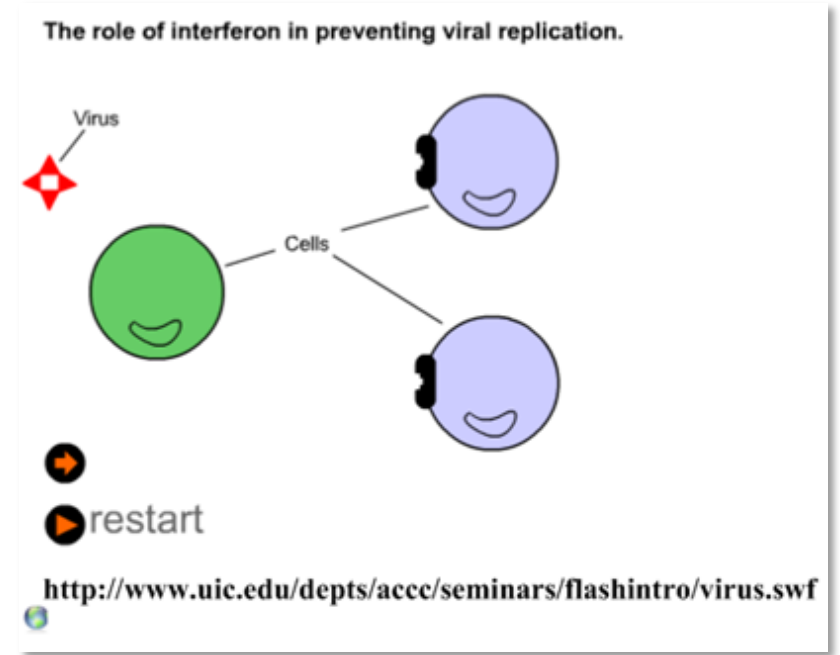 The role of interferon in preventing viral replication.
Virus
Cells
restart
http://www.uic.edu/depts/accc/seminars/flashintro/virus.swf